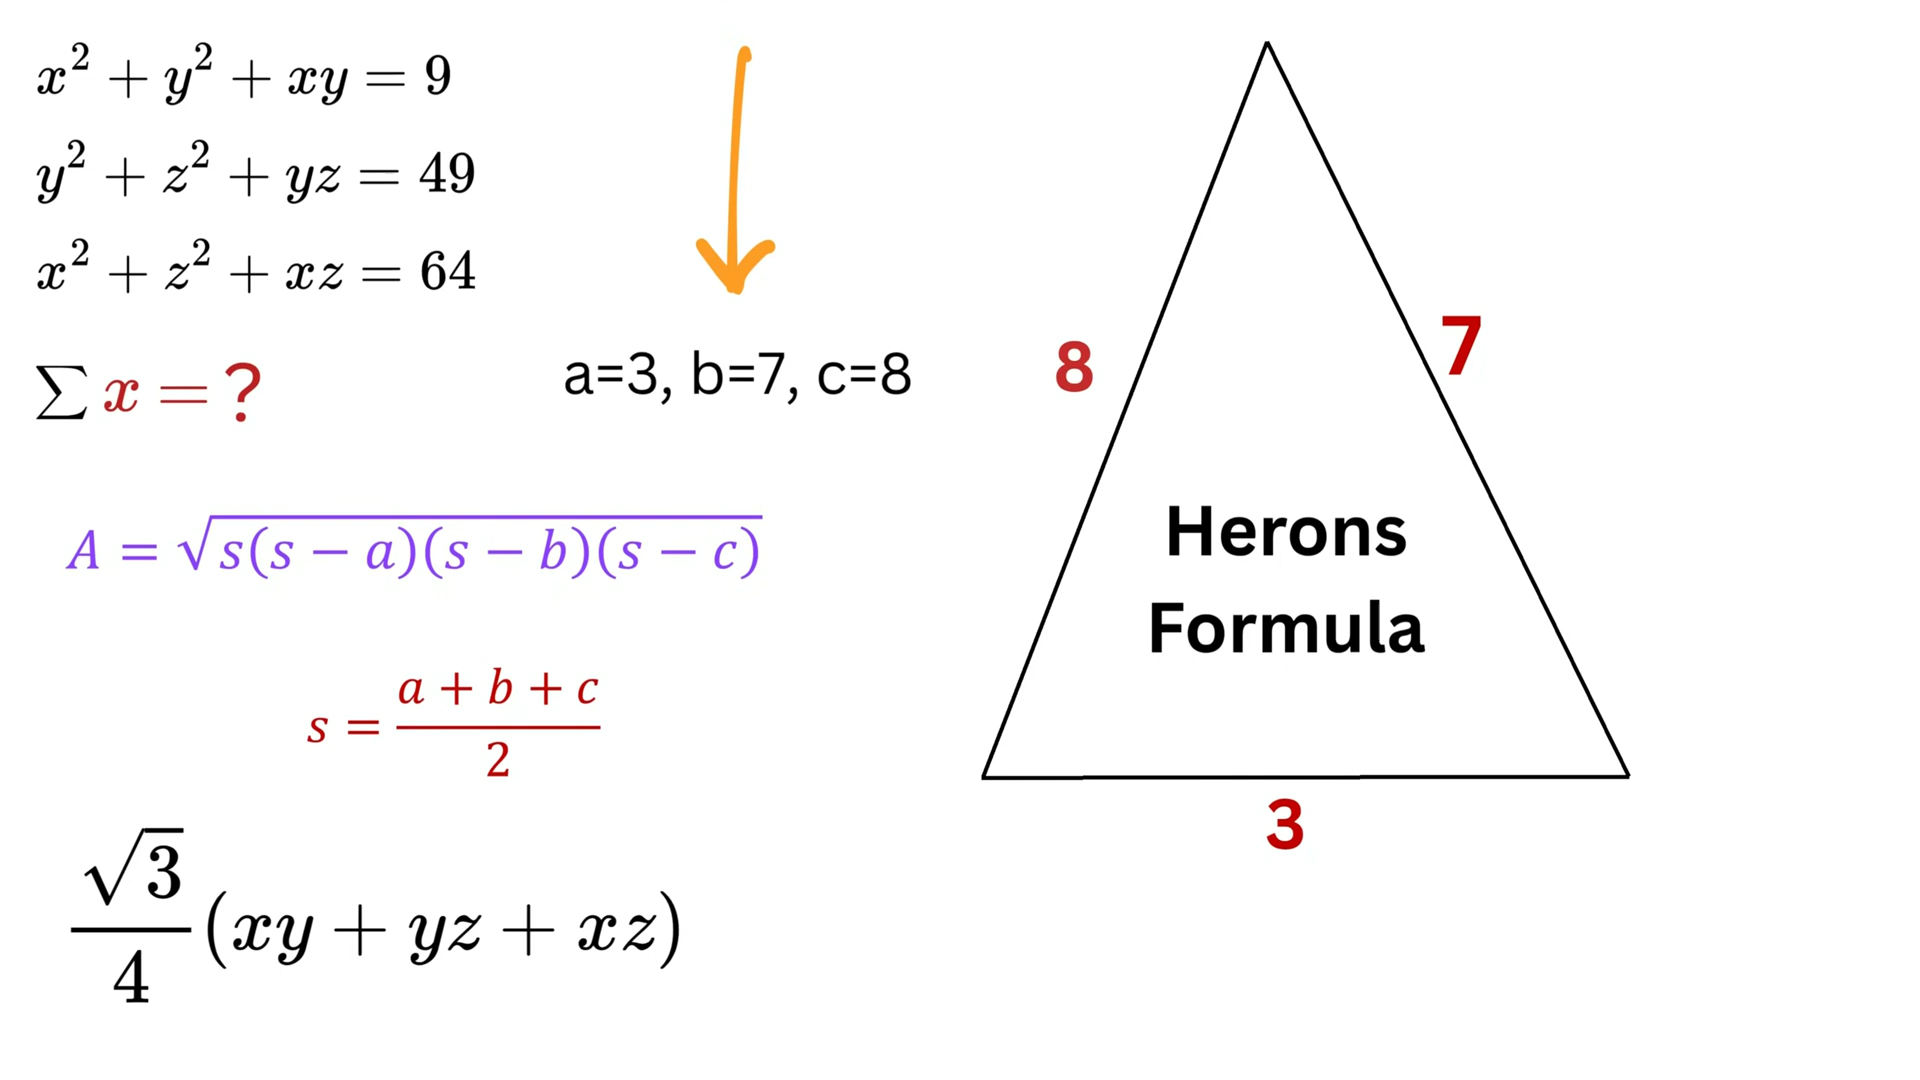 x² + y² + xy = 9
y² + z² + yz = 49
x² + z² + xz = 64
∑ x = ?
a=3, b=7, c=8
A = √(s(s − a)(s − b)(s − c))
s = (a + b + c)/2
√3/4 (xy + yz + xz)
8
7
Herons
Formula
3